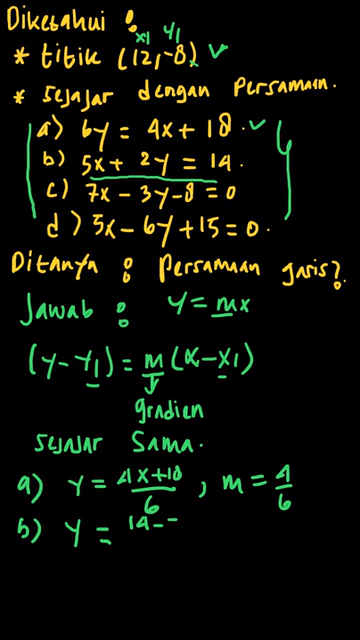 Diketahui :
x1 y1
* titik (12,-8)
* sejajar dengan Persamaan.
a) 6y = 4x + 18.
b) 5x + 2y = 14.
c) 7x - 3y - 8 = 0
d) 5x - 6y + 15 = 0.
Ditanya : Persamaan garis?
Jawab : y = mx
(y - y1) = m (x - x1)
gradien
sejajar sama.
a) y = 4x+18/6 , m = 4/6
b) y = 14 -